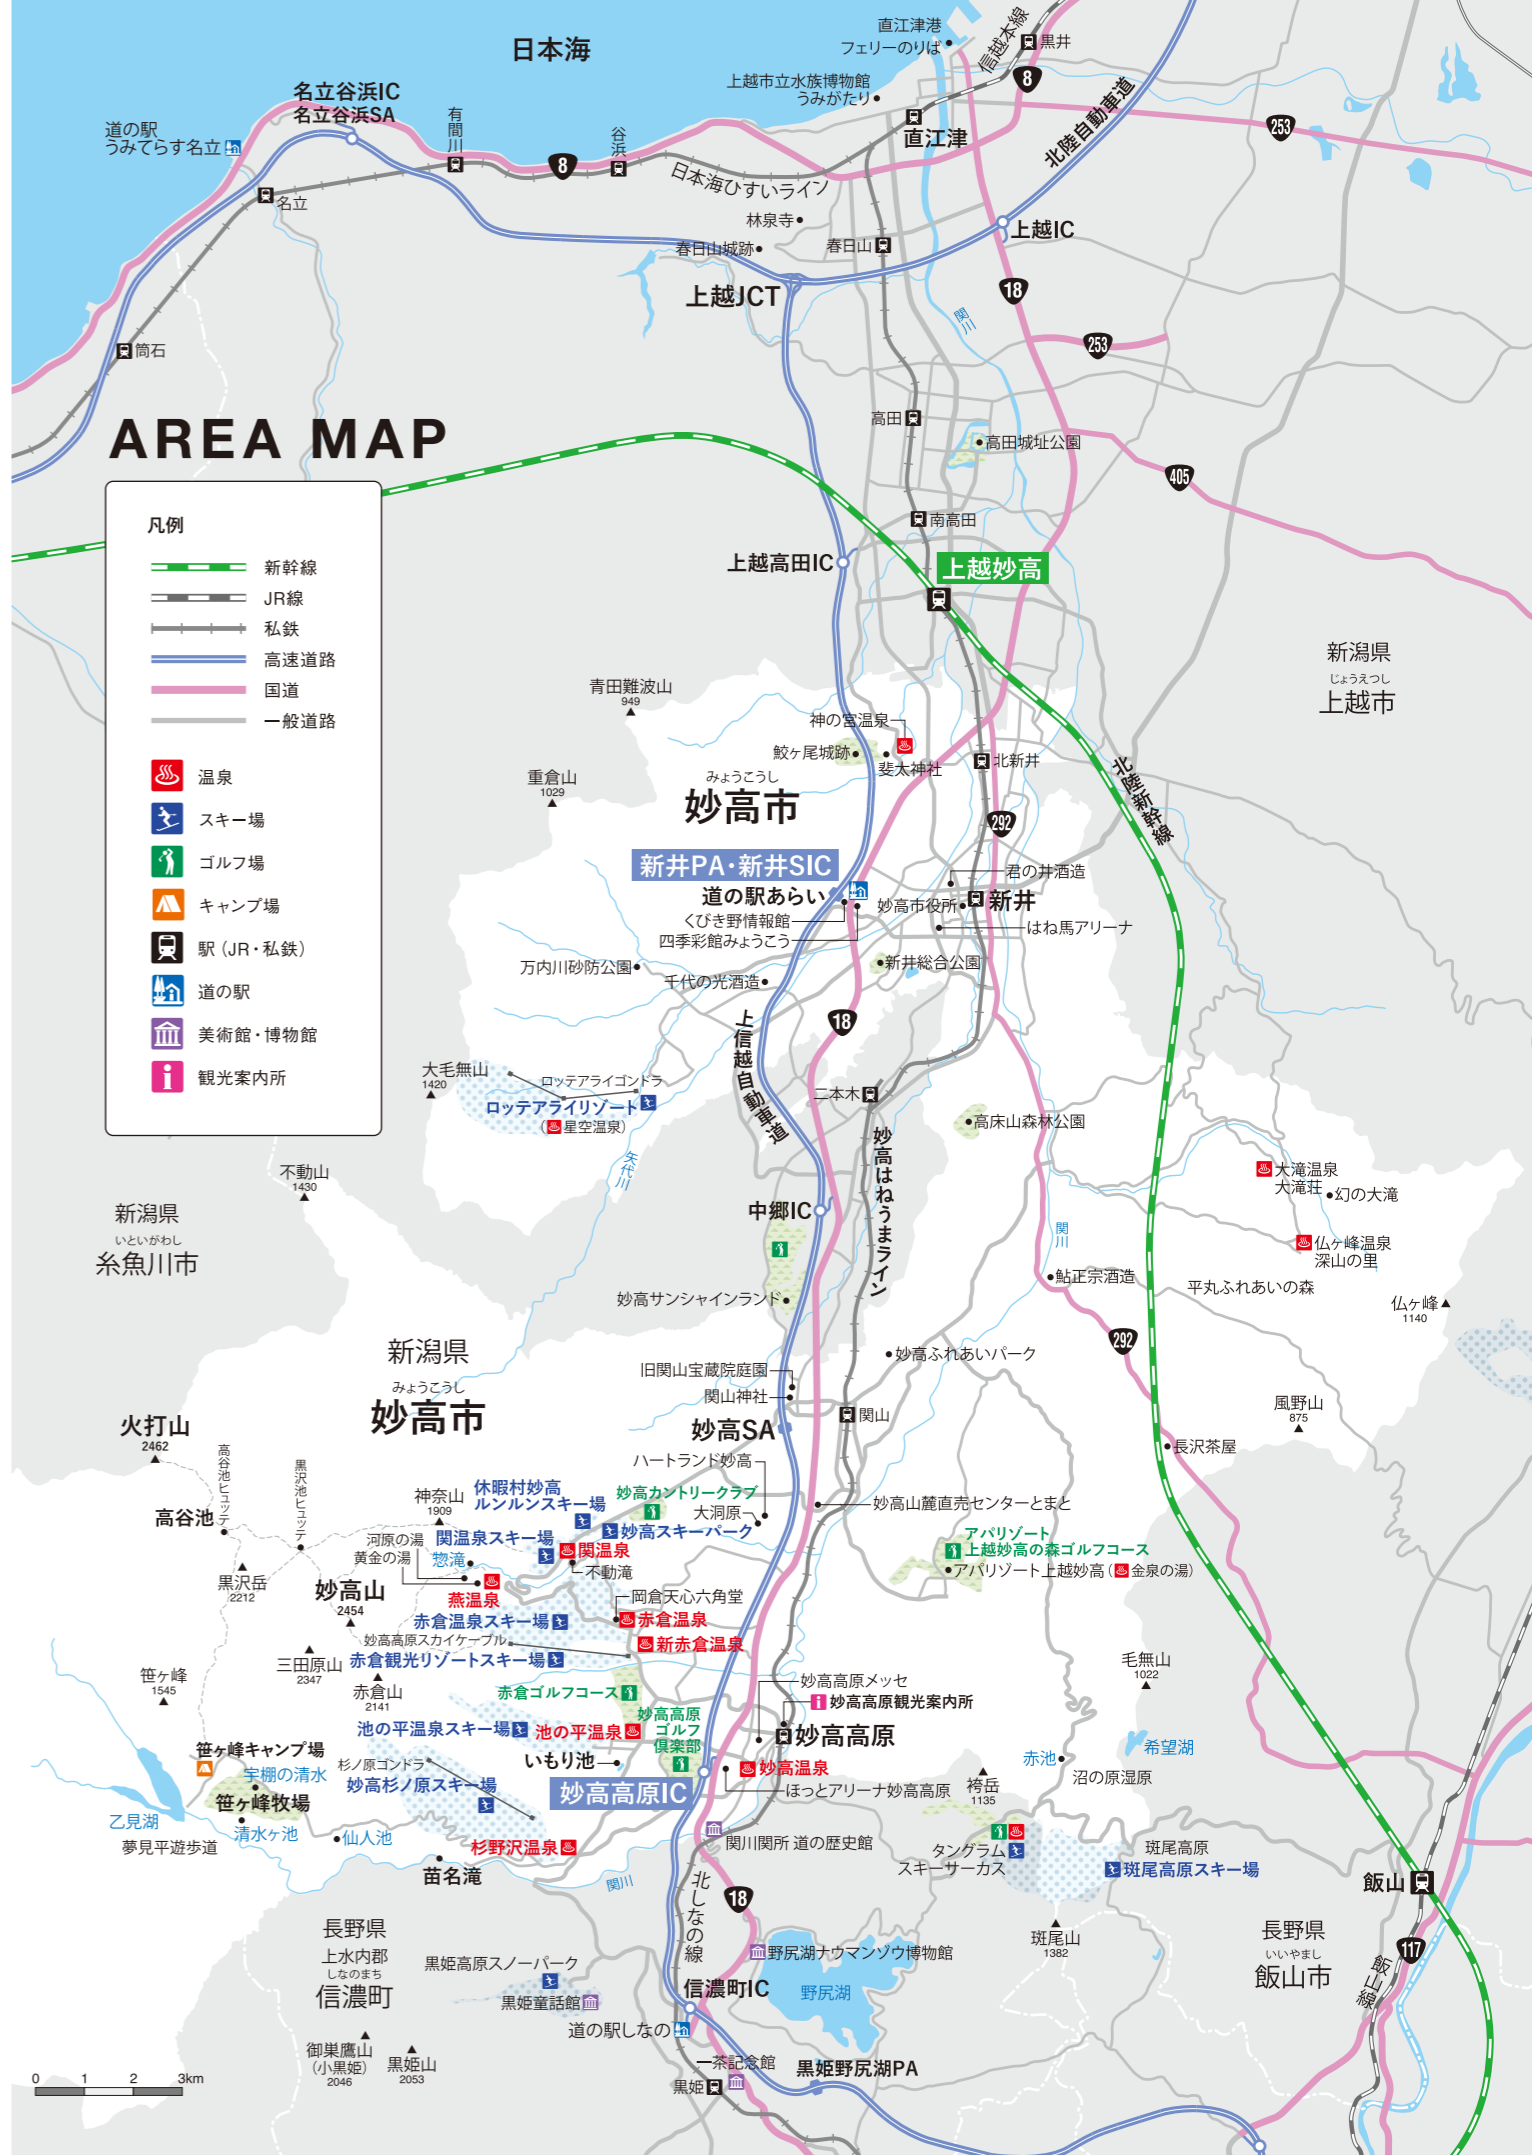 日本海
直江津港
フェリーのりば
信越本線
黒井
8
上越市立水族博物館
うみがたり
直江津
北陸自動車道
253
名立谷浜IC
名立谷浜SA
道の駅
うみてらす名立
有間川
谷浜
8
日本海ひすいライン
名立
林泉寺
春日山城跡
春日山
上越IC
上越JCT
18
関川
253
筒石
高田
高田城址公園
405
南高田
上越高田IC
上越妙高
AREA MAP
凡例
新幹線
JR線
私鉄
高速道路
国道
一般道路
温泉
スキー場
ゴルフ場
キャンプ場
駅（JR・私鉄）
道の駅
美術館・博物館
観光案内所
新潟県
じょうえつし
上越市
青田難波山
949
神の宮温泉
鮫ヶ尾城跡
斐太神社
北新井
北陸新幹線
重倉山
1029
みょうこうし
妙高市
292
新井PA・新井SIC
道の駅あらい
君の井酒造
妙高市役所
新井
くびき野情報館
四季彩館みょうこう
はね馬アリーナ
万内川砂防公園
千代の光酒造
新井総合公園
上信越自動車道
18
大毛無山
1420
ロッテアライゴンドラ
ロッテアライリゾート
（星空温泉）
二本木
高床山森林公園
妙高はねうまライン
矢代川
不動山
1430
大滝温泉
大滝荘
幻の大滝
新潟県
いといがわし
糸魚川市
中郷IC
関川
仏ヶ峰温泉
深山の里
鮎正宗酒造
平丸ふれあいの森
仏ヶ峰
1140
妙高サンシャインランド
292
新潟県
みょうこうし
妙高市
妙高ふれあいパーク
旧関山宝蔵院庭園
関山神社
関山
妙高SA
風野山
875
長沢茶屋
火打山
2462
高谷池ヒュッテ
黒沢池ヒュッテ
高谷池
ハートランド妙高
休暇村妙高
ルンルンスキー場
妙高カントリークラブ
大洞原
神奈山
1909
妙高スキーパーク
妙高山麓直売センターとまと
関温泉スキー場
河原の湯
黄金の湯
惣滝
関温泉
不動滝
アパリゾート
上越妙高の森ゴルフコース
アパリゾート上越妙高（金泉の湯）
黒沢岳
2212
妙高山
2454
燕温泉
岡倉天心六角堂
赤倉温泉スキー場
赤倉温泉
妙高高原スカイケーブル
新赤倉温泉
三田原山
2347
赤倉観光リゾートスキー場
笹ヶ峰
1545
赤倉山
2141
赤倉ゴルフコース
毛無山
1022
妙高高原メッセ
妙高高原観光案内所
妙高高原
ゴルフ
倶楽部
妙高高原
池の平温泉スキー場
池の平温泉
いもり池
笹ヶ峰キャンプ場
宇棚の清水
杉ノ原ゴンドラ
妙高杉ノ原スキー場
妙高高原IC
妙高温泉
ほっとアリーナ妙高高原
赤池
希望湖
沼の原湿原
袴岳
1135
笹ヶ峰牧場
乙見湖
清水ヶ池
夢見平遊歩道
仙人池
苗名滝
杉野沢温泉
関川
関川関所 道の歴史館
タングラム
スキーサーカス
斑尾高原
斑尾高原スキー場
飯山
北しなの線
18
斑尾山
1382
長野県
いいやまし
飯山市
117
飯山線
長野県
上水内郡
しなのまち
信濃町
黒姫高原スノーパーク
黒姫童話館
野尻湖ナウマンゾウ博物館
野尻湖
信濃町IC
道の駅しなの
御巣鷹山
（小黒姫）
2046
黒姫山
2053
一茶記念館
黒姫
黒姫野尻湖PA
0 1 2 3km